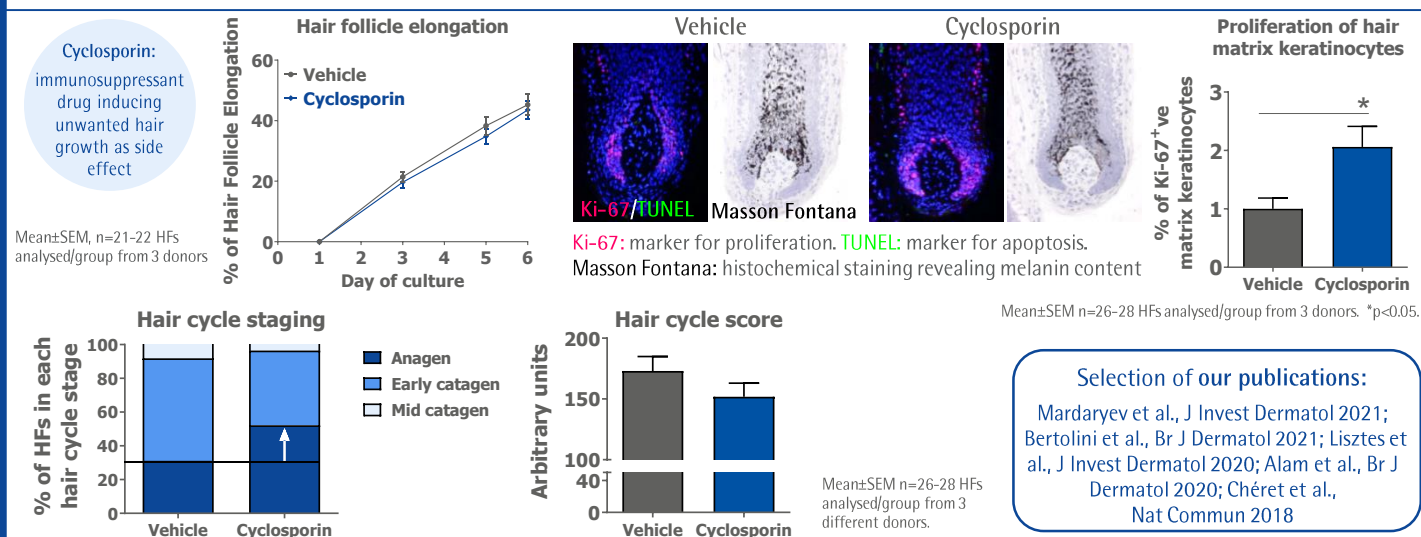 Cyclosporin:
immunosuppressant
drug inducing
unwanted hair
growth as side
effect
Mean±SEM, n=21-22 HFs
analysed/group from 3 donors
Hair follicle elongation
% of Hair Follicle Elongation
60
40
20
0
Vehicle
Cyclosporin
0 1 2 3 4 5 6
Day of culture
Vehicle
Cyclosporin
Ki-67/TUNEL
Masson Fontana
Ki-67: marker for proliferation. TUNEL: marker for apoptosis.
Masson Fontana: histochemical staining revealing melanin content
Proliferation of hair
matrix keratinocytes
% of Ki-67+ve
matrix keratinocytes
3
2
1
0
*
Vehicle Cyclosporin
Mean±SEM n=26-28 HFs analysed/group from 3 donors. *p<0.05.
Hair cycle staging
% of HFs in each
hair cycle stage
100
80
60
40
20
0
Vehicle Cyclosporin
Anagen
Early catagen
Mid catagen
Hair cycle score
Arbitrary units
200
150
100
40
0
Vehicle Cyclosporin
Mean±SEM n=26-28 HFs
analysed/group from 3
different donors.
Selection of our publications:
Mardaryev et al., J Invest Dermatol 2021;
Bertolini et al., Br J Dermatol 2021; Lisztes et
al., J Invest Dermatol 2020; Alam et al., Br J
Dermatol 2020; Chéret et al.,
Nat Commun 2018